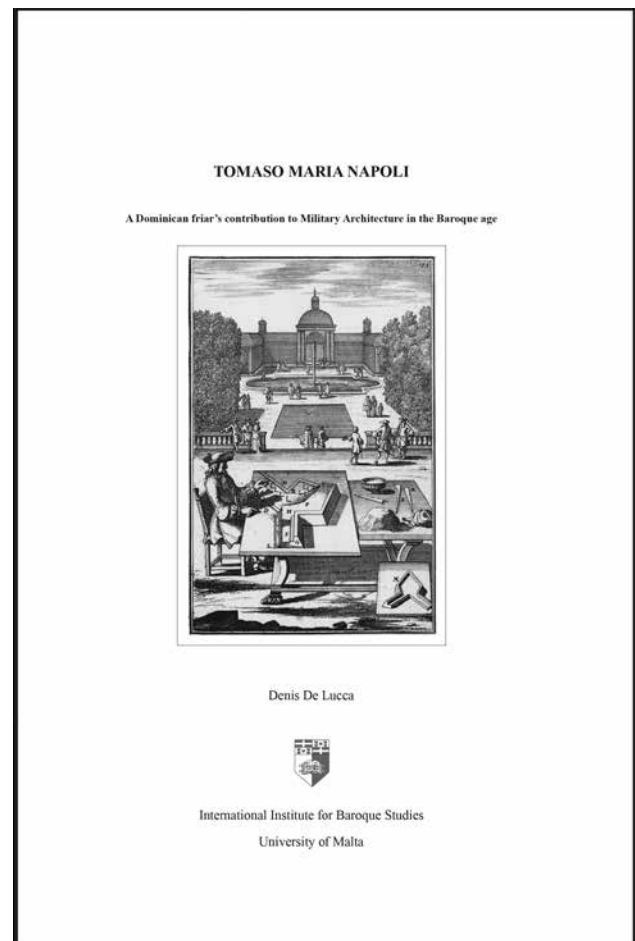 TOMASO MARIA NAPOLI
A Dominican friar's contribution to Military Architecture in the Baroque age
Denis De Lucca
International Institute for Baroque Studies
University of Malta